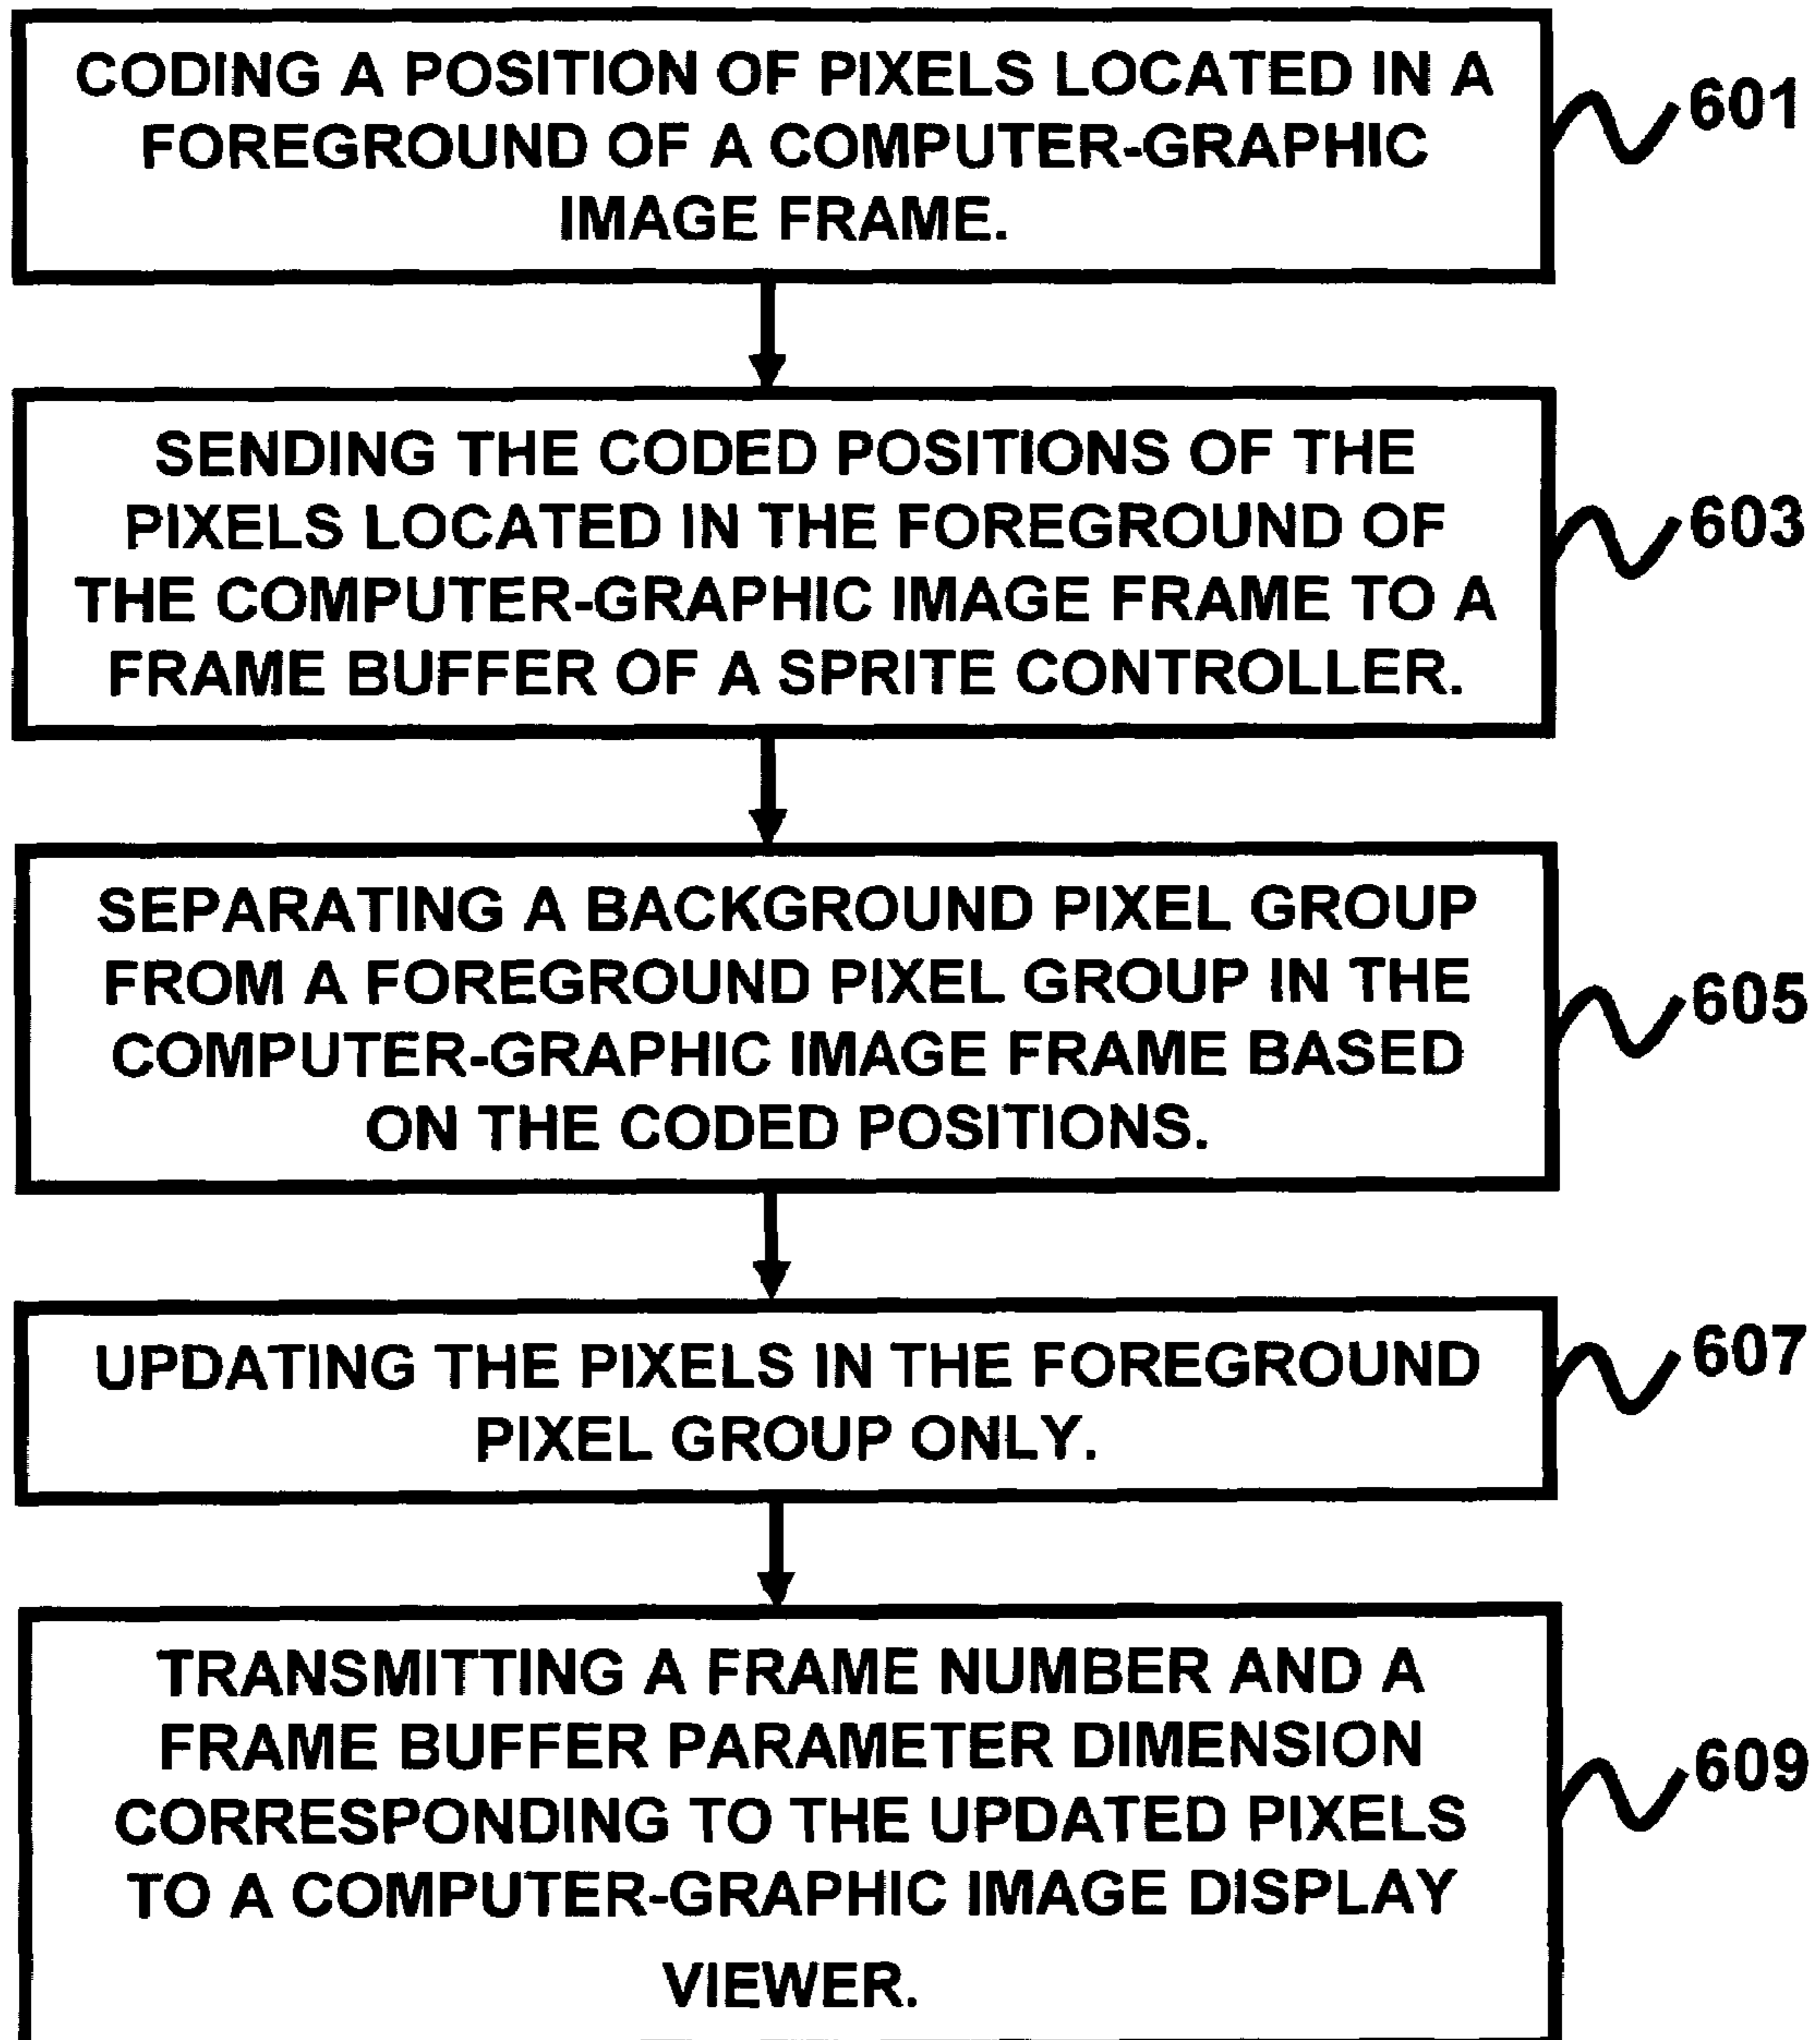 CODING A POSITION OF PIXELS LOCATED IN A
FOREGROUND OF A COMPUTER-GRAPHIC
IMAGE FRAME.
601
SENDING THE CODED POSITIONS OF THE
PIXELS LOCATED IN THE FOREGROUND OF
THE COMPUTER-GRAPHIC IMAGE FRAME TO A
FRAME BUFFER OF A SPRITE CONTROLLER.
603
SEPARATING A BACKGROUND PIXEL GROUP
FROM A FOREGROUND PIXEL GROUP IN THE
COMPUTER-GRAPHIC IMAGE FRAME BASED
ON THE CODED POSITIONS.
605
UPDATING THE PIXELS IN THE FOREGROUND
PIXEL GROUP ONLY.
607
TRANSMITTING A FRAME NUMBER AND A
FRAME BUFFER PARAMETER DIMENSION
CORRESPONDING TO THE UPDATED PIXELS
TO A COMPUTER-GRAPHIC IMAGE DISPLAY
VIEWER.
609